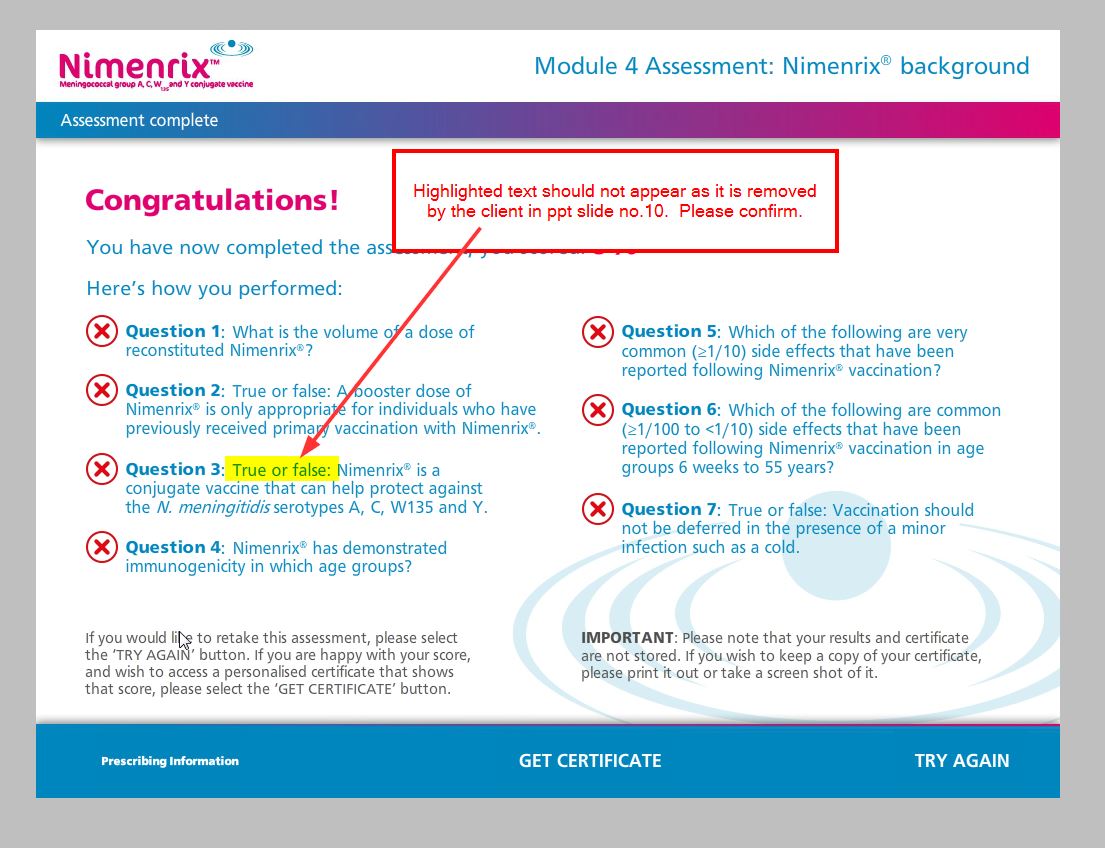 Nimenrix™
Meningococcal group A, C, W135 and Y conjugate vaccine
Module 4 Assessment: Nimenrix® background
Assessment complete
Highlighted text should not appear as it is removed
by the client in ppt slide no.10. Please confirm.
Congratulations!
You have now completed the
Here's how you performed:
Question 1: What is the volume of a dose of
reconstituted Nimenrix®?
Question 2: True or false: A booster dose of
Nimenrix® is only appropriate for individuals who have
previously received primary vaccination with Nimenrix®.
Question 3: True or false: Nimenrix® is a
conjugate vaccine that can help protect against
the N. meningitidis serotypes A, C, W135 and Y.
Question 4: Nimenrix® has demonstrated
immunogenicity in which age groups?
Question 5: Which of the following are very
common (≥1/10) side effects that have been
reported following Nimenrix® vaccination?
Question 6: Which of the following are common
(≥1/100 to <1/10) side effects that have been
reported following Nimenrix® vaccination in age
groups 6 weeks to 55 years?
Question 7: True or false: Vaccination should
not be deferred in the presence of a minor
infection such as a cold.
If you would like to retake this assessment, please select
the 'TRY AGAIN' button. If you are happy with your score,
and wish to access a personalised certificate that shows
that score, please select the 'GET CERTIFICATE' button.
IMPORTANT: Please note that your results and certificate
are not stored. If you wish to keep a copy of your certificate,
please print it out or take a screen shot of it.
Prescribing Information
GET CERTIFICATE
TRY AGAIN